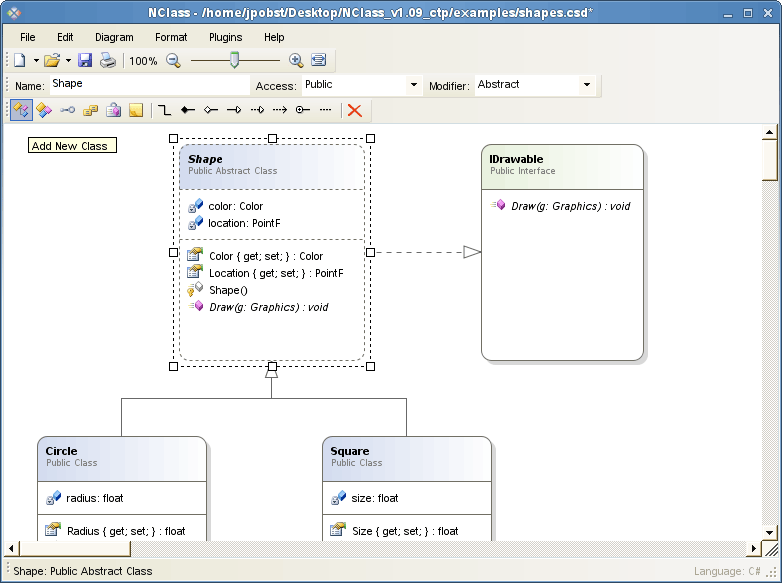 NClass - /home/jpobst/Desktop/NClass_v1.09_ctp/examples/shapes.csd*
File Edit Diagram Format Plugins Help
100%
Name: Shape Access: Public Modifier: Abstract
Add New Class
Shape
Public Abstract Class
color: Color
location: PointF
Color { get; set; } : Color
Location { get; set; } : PointF
Shape()
Draw(g: Graphics) : void
IDrawable
Public Interface
Draw(g: Graphics) : void
Circle
Public Class
radius: float
Radius { get; set; } : float
Square
Public Class
size: float
Size { get; set; } : float
Shape: Public Abstract Class
Language: C#